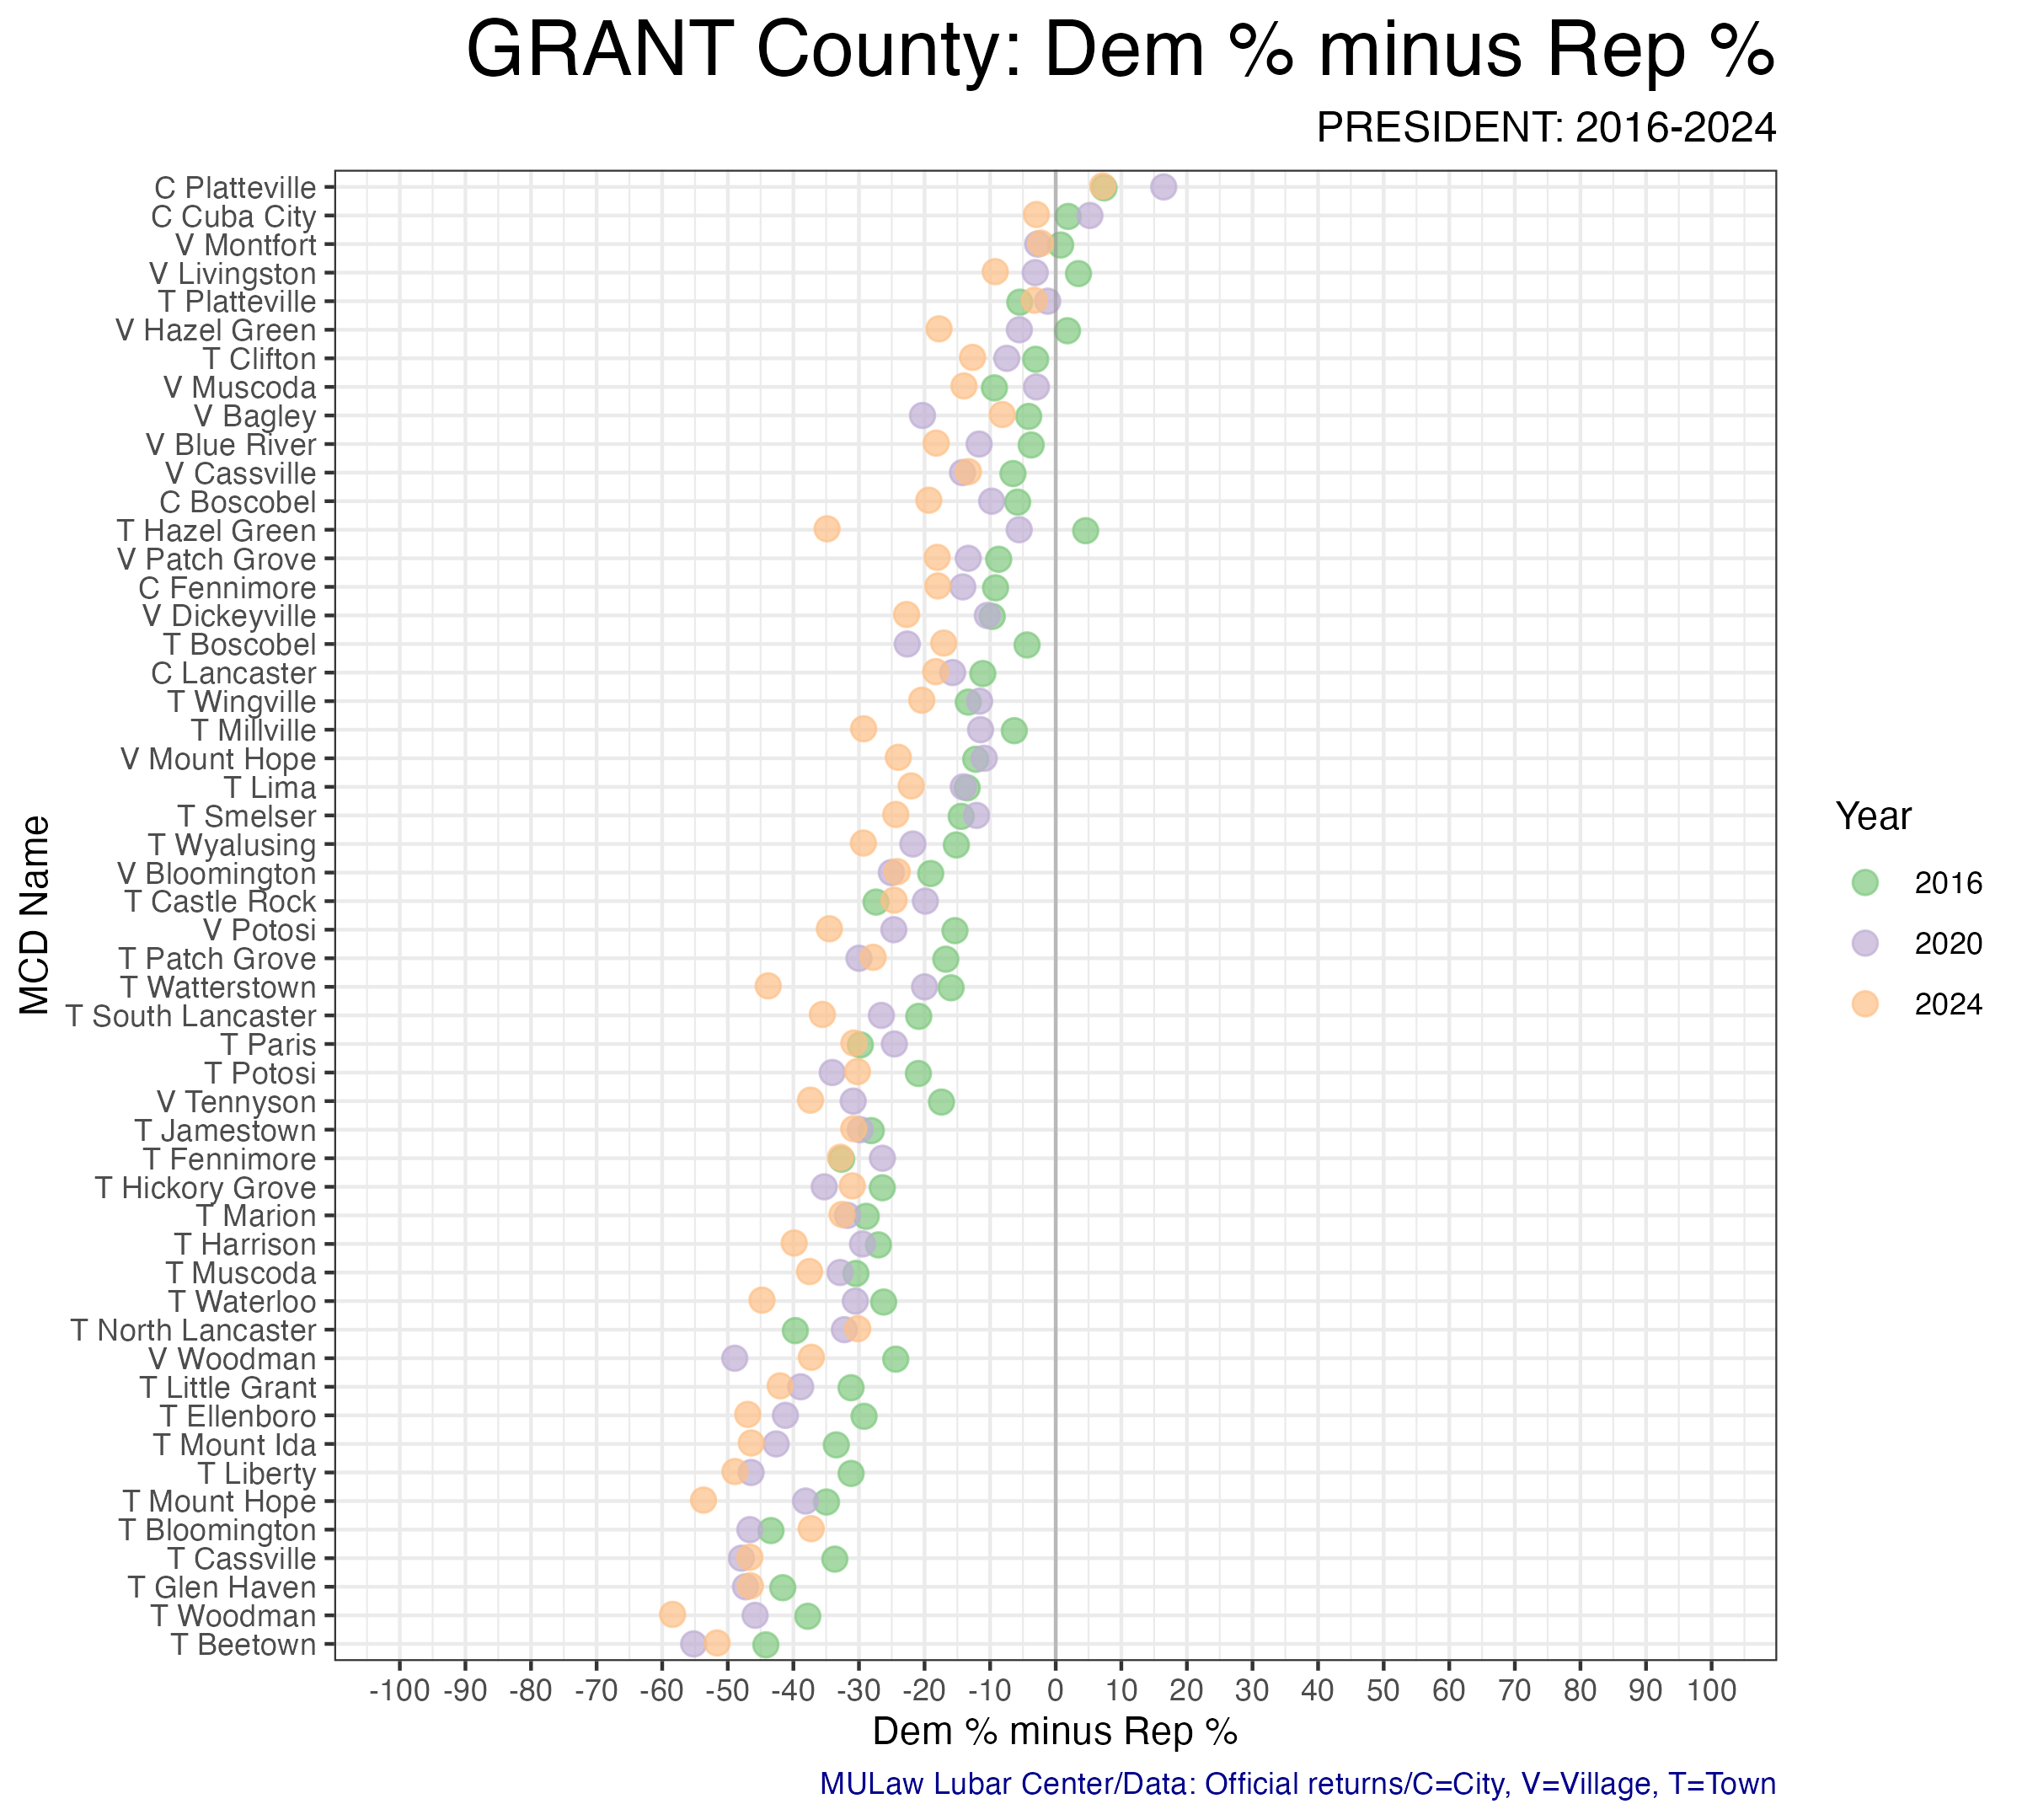 GRANT County: Dem % minus Rep %
PRESIDENT: 2016-2024
C Platteville
C Cuba City
V Montfort
V Livingston
T Platteville
V Hazel Green
T Clifton
V Muscoda
V Bagley
V Blue River
V Cassville
C Boscobel
T Hazel Green
V Patch Grove
C Fennimore
V Dickeyville
T Boscobel
C Lancaster
T Wingville
T Millville
V Mount Hope
T Lima
T Smelser
T Wyalusing
V Bloomington
T Castle Rock
V Potosi
T Patch Grove
T Watterstown
T South Lancaster
T Paris
T Potosi
V Tennyson
T Jamestown
T Fennimore
T Hickory Grove
T Marion
T Harrison
T Muscoda
T Waterloo
T North Lancaster
V Woodman
T Little Grant
T Ellenboro
T Mount Ida
T Liberty
T Mount Hope
T Bloomington
T Cassville
T Glen Haven
T Woodman
T Beetown
MCD Name
-100 -90 -80 -70 -60 -50 -40 -30 -20 -10 0 10 20 30 40 50 60 70 80 90 100
Dem % minus Rep %
Year
2016
2020
2024
MULaw Lubar Center/Data: Official returns/C=City, V=Village, T=Town